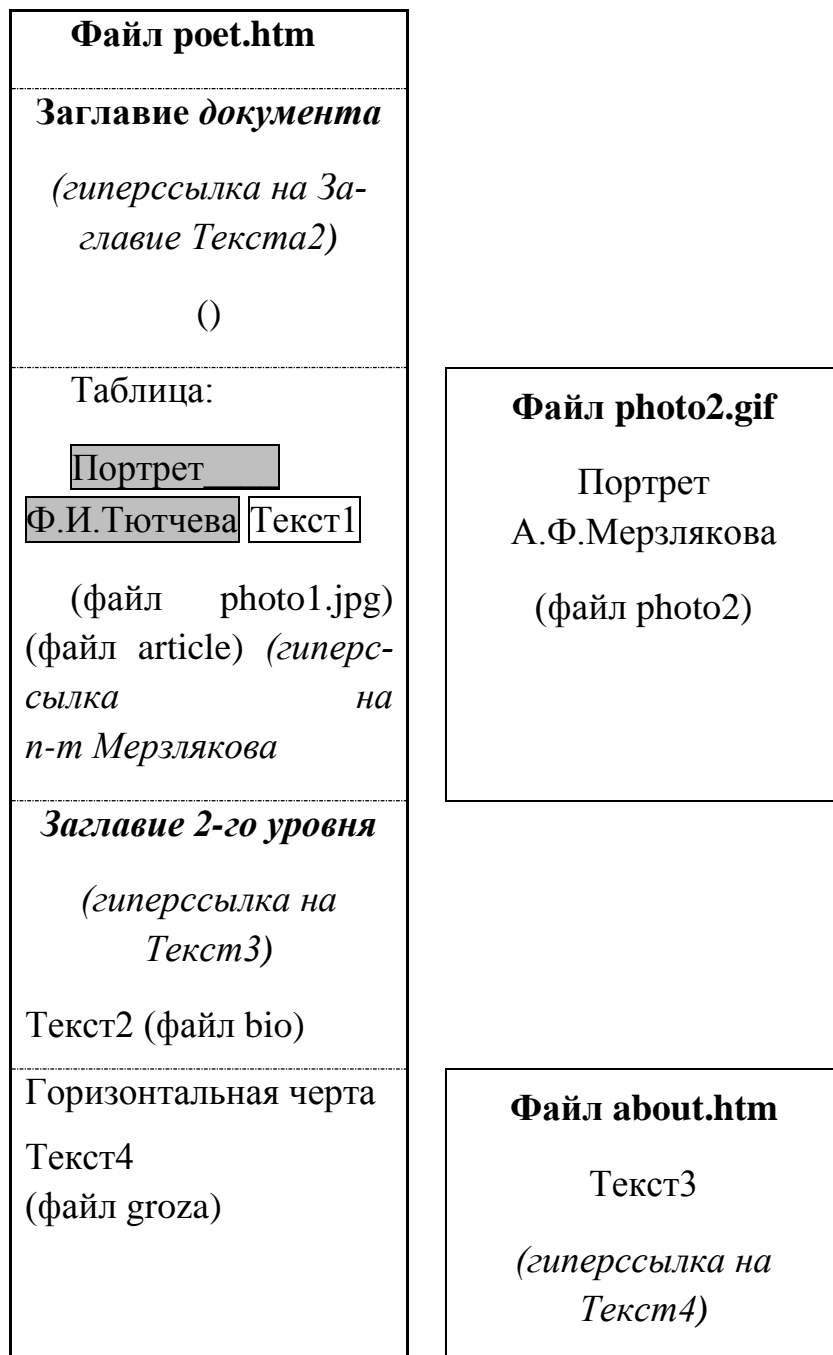 Файл poet.htm
Заглавие документа
(гиперссылка на За-
главие Текста2)
()
Таблица:
Портрет____
Ф.И.Тютчева Текст1
(файл photo1.jpg)
(файл article) (гиперс-
сылка на
п-т Мерзлякова
Файл photo2.gif
Портрет
А.Ф.Мерзлякова
(файл photo2)
Заглавие 2-го уровня
(гиперссылка на
Текст3)
Текст2 (файл bio)
Горизонтальная черта
Текст4
(файл groza)
Файл about.htm
Текст3
(гиперссылка на
Текст4)